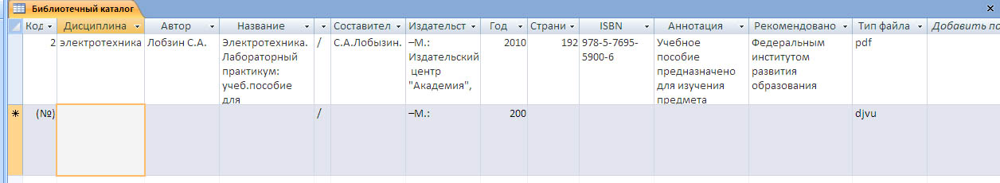 Библиотечный каталог
Код Дисциплина Автор Название / Составител Издательст Год Страни ISBN Аннотация Рекомендовано Тип файла Добавить по
2 электротехника Лобзин С.А. Электротехника. / С.А.Лобызин. –М.: 2010 192 978-5-7695- Учебное Федеральным pdf
Лабораторный Издательский 5900-6 пособие институтом
практикум: центр предназначено развития
учеб.пособие "Академия", для изучения образования
для предмета
(№) / –М.: 200 djvu